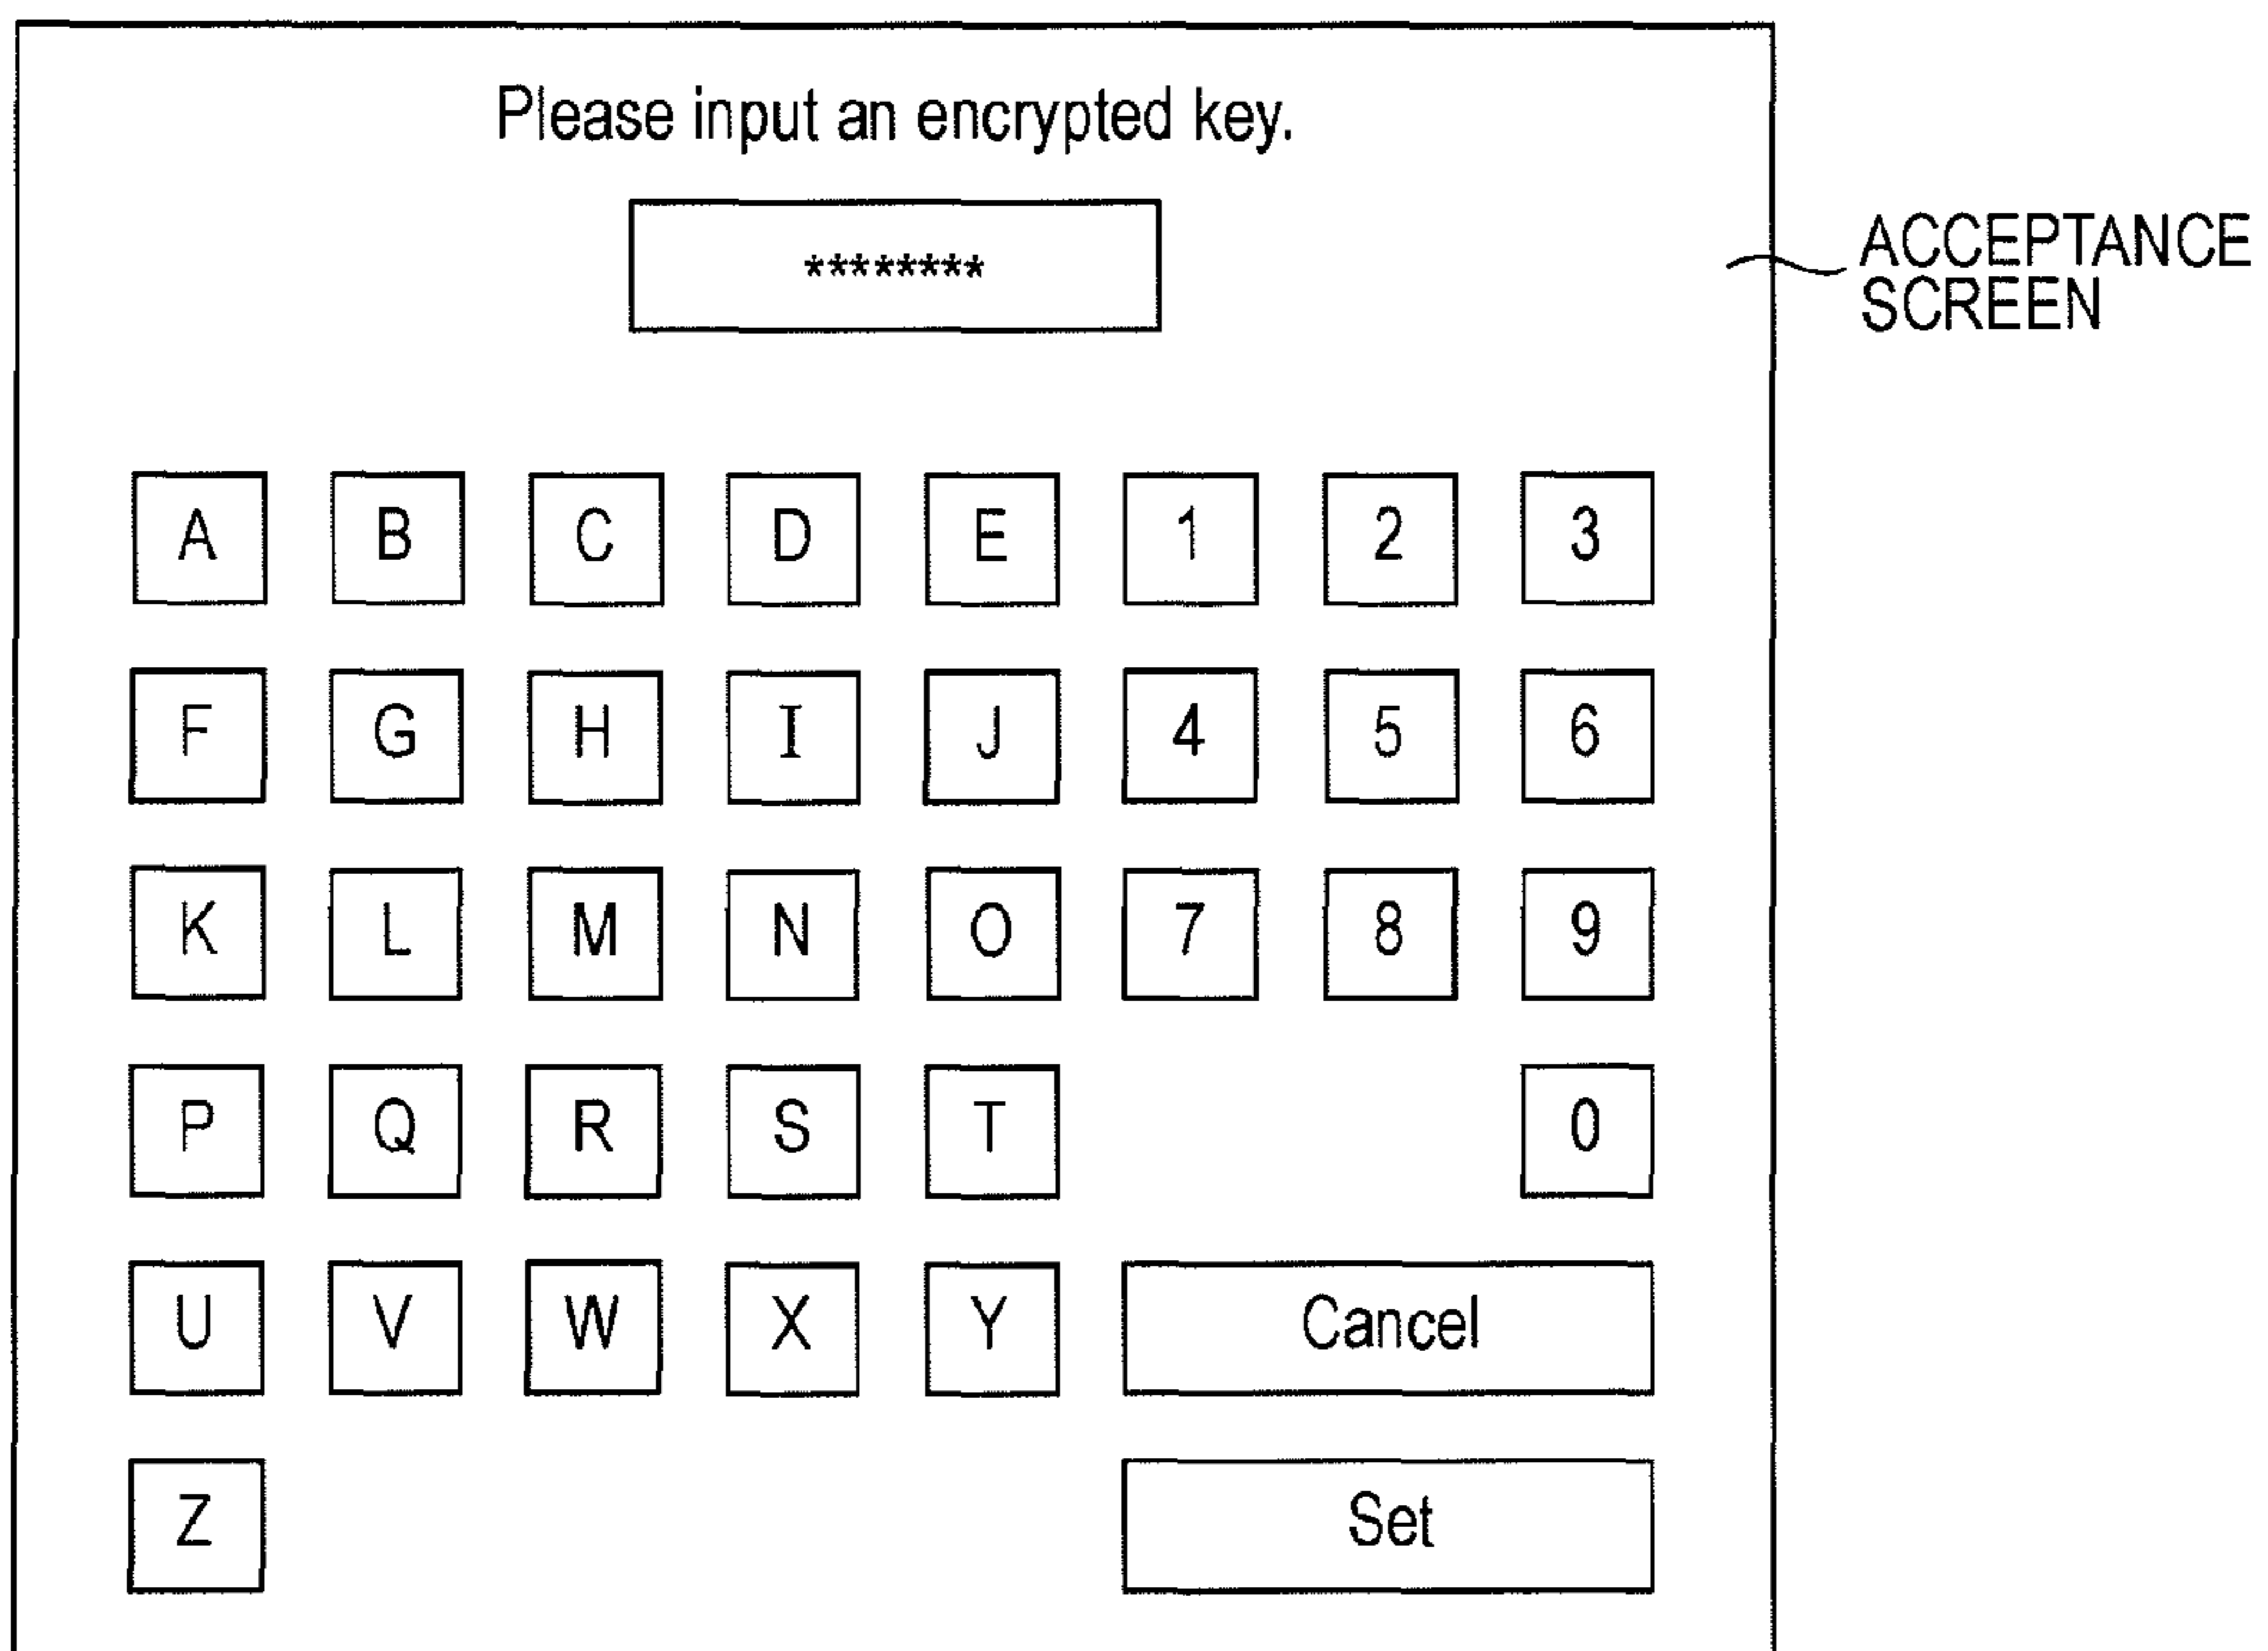 Please input an encrypted key.
********
ACCEPTANCE
SCREEN
A B C D E 1 2 3
F G H I J 4 5 6
K L M N O 7 8 9
P Q R S T 0
U V W X Y Cancel
Z Set